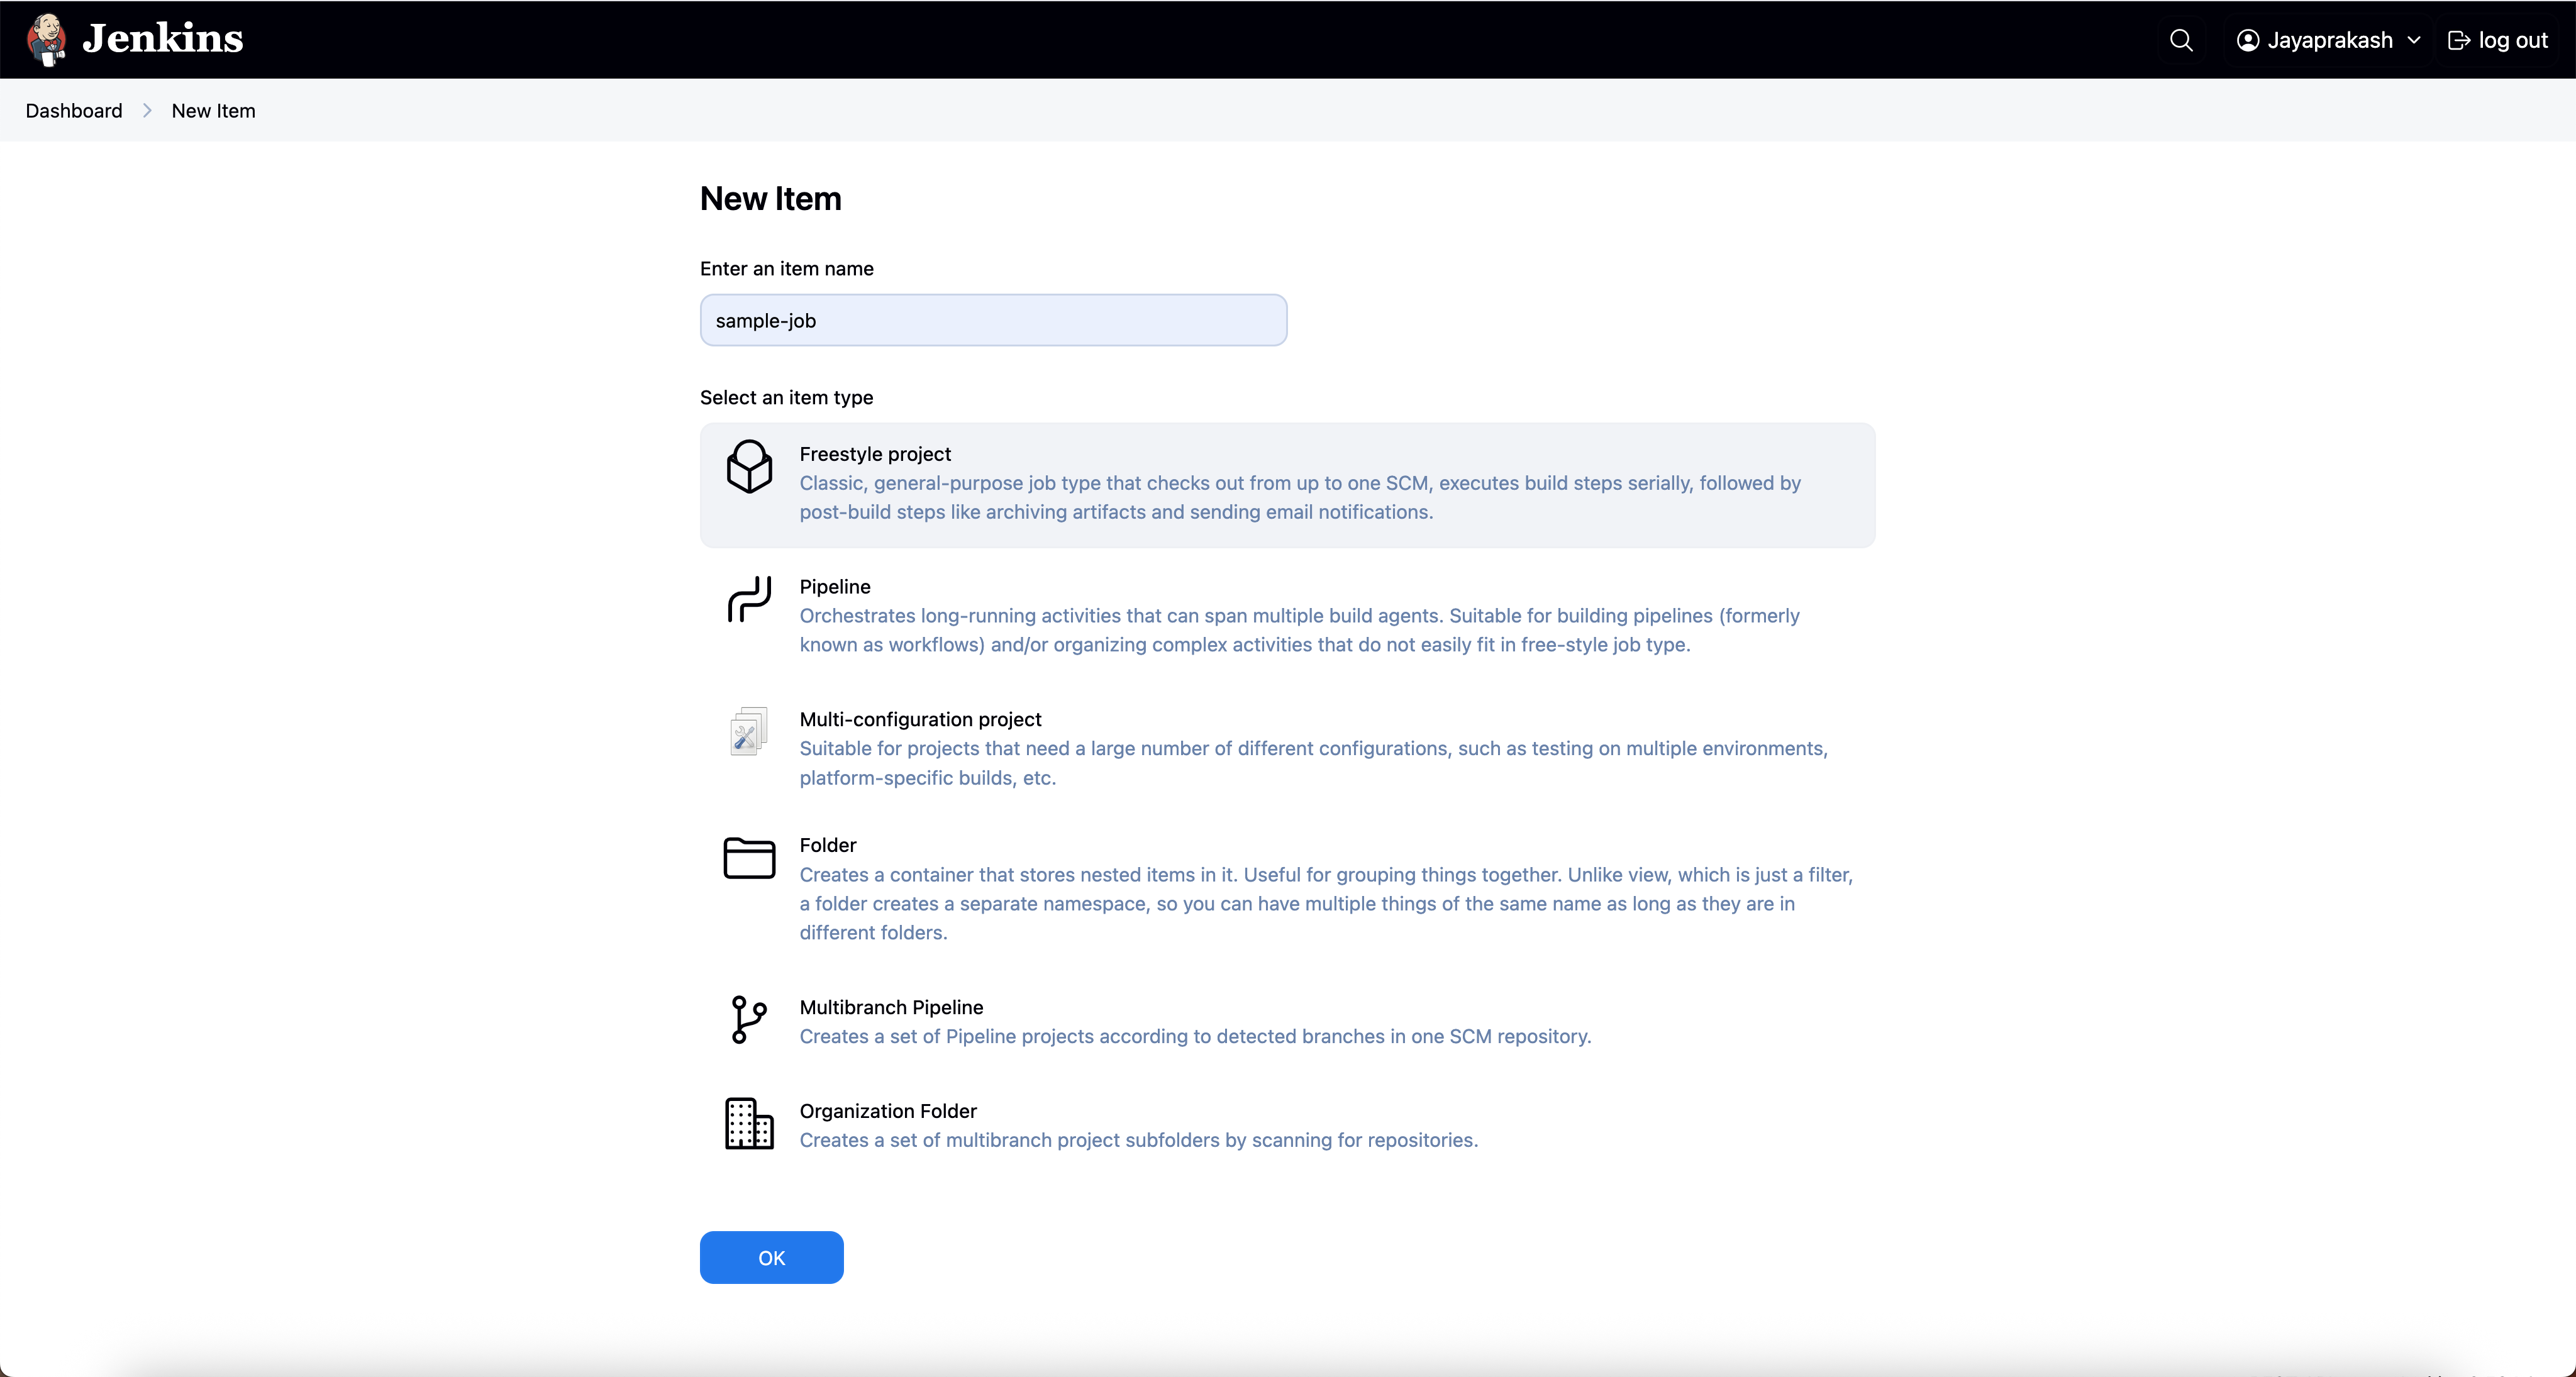 Jenkins
Jayaprakash
log out
Dashboard
New Item
New Item
Enter an item name
sample-job
Select an item type
Freestyle project
Classic, general-purpose job type that checks out from up to one SCM, executes build steps serially, followed by
post-build steps like archiving artifacts and sending email notifications.
Pipeline
Orchestrates long-running activities that can span multiple build agents. Suitable for building pipelines (formerly
known as workflows) and/or organizing complex activities that do not easily fit in free-style job type.
Multi-configuration project
Suitable for projects that need a large number of different configurations, such as testing on multiple environments,
platform-specific builds, etc.
Folder
Creates a container that stores nested items in it. Useful for grouping things together. Unlike view, which is just a filter,
a folder creates a separate namespace, so you can have multiple things of the same name as long as they are in
different folders.
Multibranch Pipeline
Creates a set of Pipeline projects according to detected branches in one SCM repository.
Organization Folder
Creates a set of multibranch project subfolders by scanning for repositories.
OK